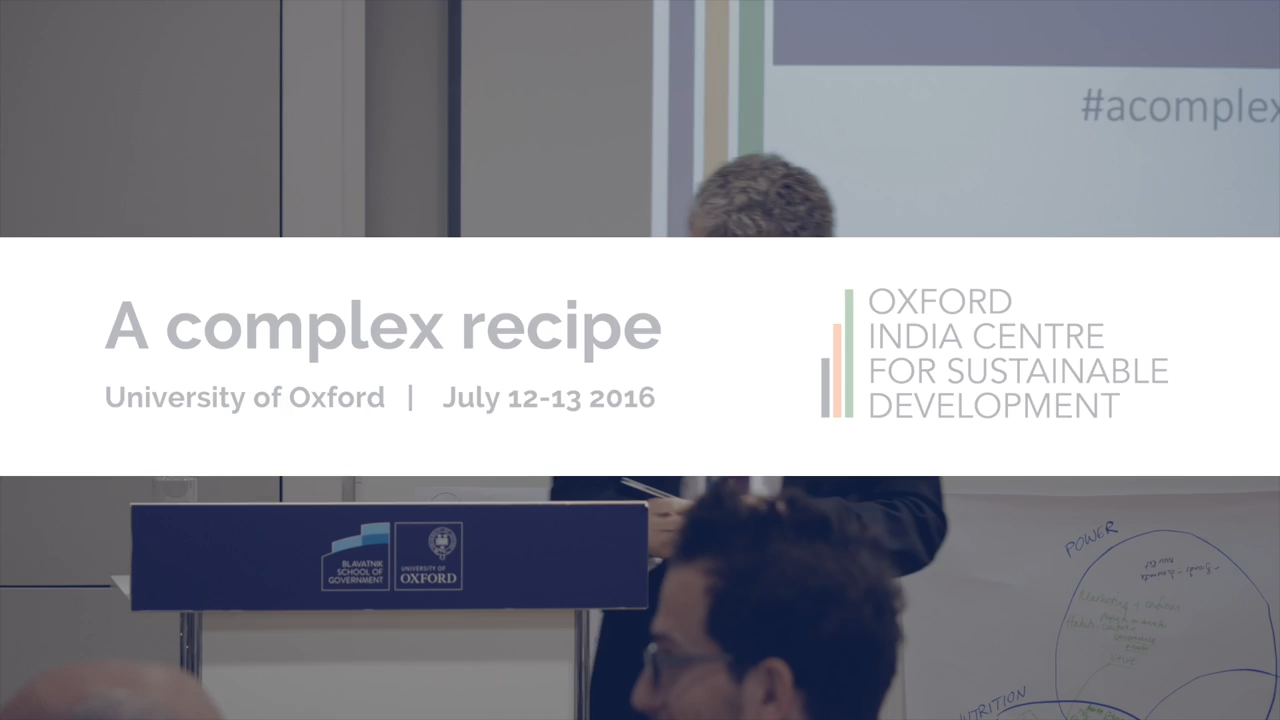 #acomplex
A complex recipe
University of Oxford | July 12-13 2016
OXFORD
INDIA CENTRE
FOR SUSTAINABLE
DEVELOPMENT
BLAVATNIK
SCHOOL OF
GOVERNMENT
UNIVERSITY OF
OXFORD
POWER
Marketing +